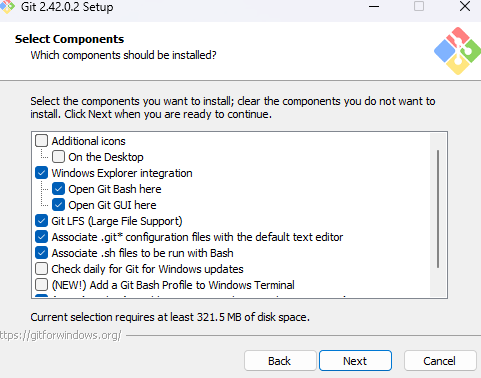 Git 2.42.0.2 Setup
Select Components
Which components should be installed?
Select the components you want to install; clear the components you do not want to
install. Click Next when you are ready to continue.
Additional icons
On the Desktop
Windows Explorer integration
Open Git Bash here
Open Git GUI here
Git LFS (Large File Support)
Associate .git* configuration files with the default text editor
Associate .sh files to be run with Bash
Check daily for Git for Windows updates
(NEW!) Add a Git Bash Profile to Windows Terminal
Current selection requires at least 321.5 MB of disk space.
ttps://gitforwindows.org/
Back
Next
Cancel